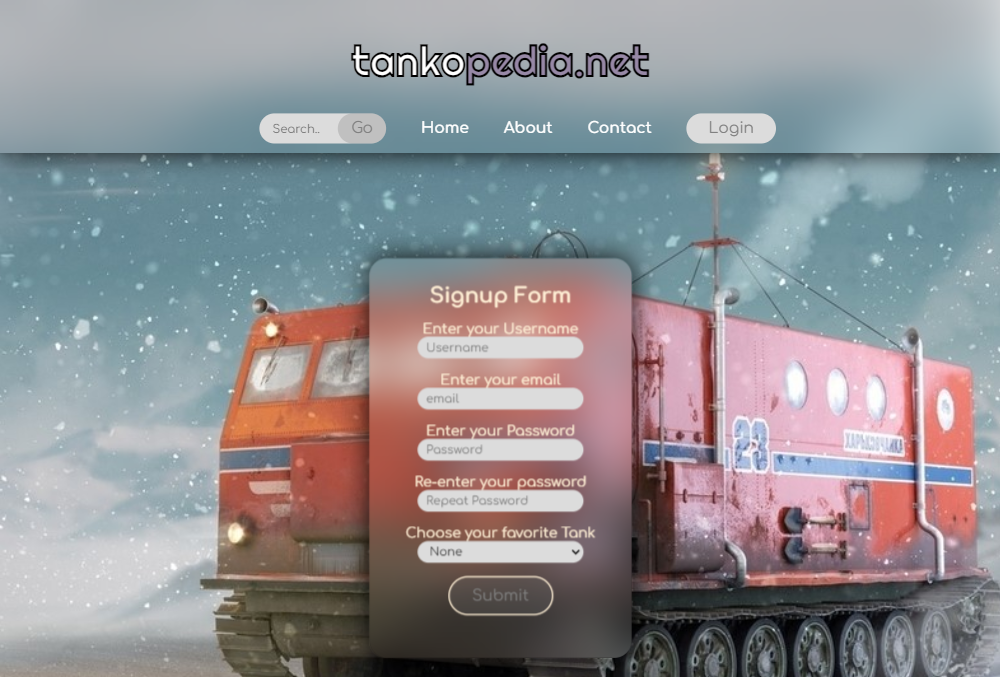 tankopedia.net
Search..
Go
Home
About
Contact
Login
Signup Form
Enter your Username
Username
Enter your email
email
Enter your Password
Password
Re-enter your password
Repeat Password
Choose your favorite Tank
None
Submit
23
ХАРЬКОВЧАНКА